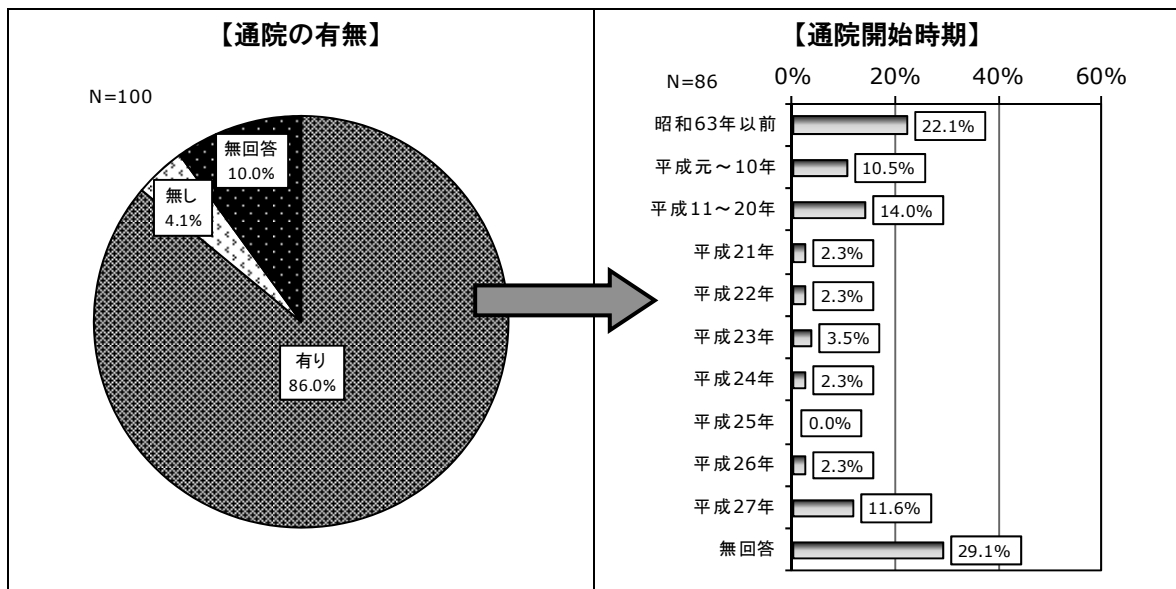 【通院の有無】
N=100
無回答
10.0%
無し
4.1%
有り
86.0%
【通院開始時期】
N=86
0% 20% 40% 60%
昭和63年以前 22.1%
平成元～10年 10.5%
平成11～20年 14.0%
平成21年 2.3%
平成22年 2.3%
平成23年 3.5%
平成24年 2.3%
平成25年 0.0%
平成26年 2.3%
平成27年 11.6%
無回答 29.1%